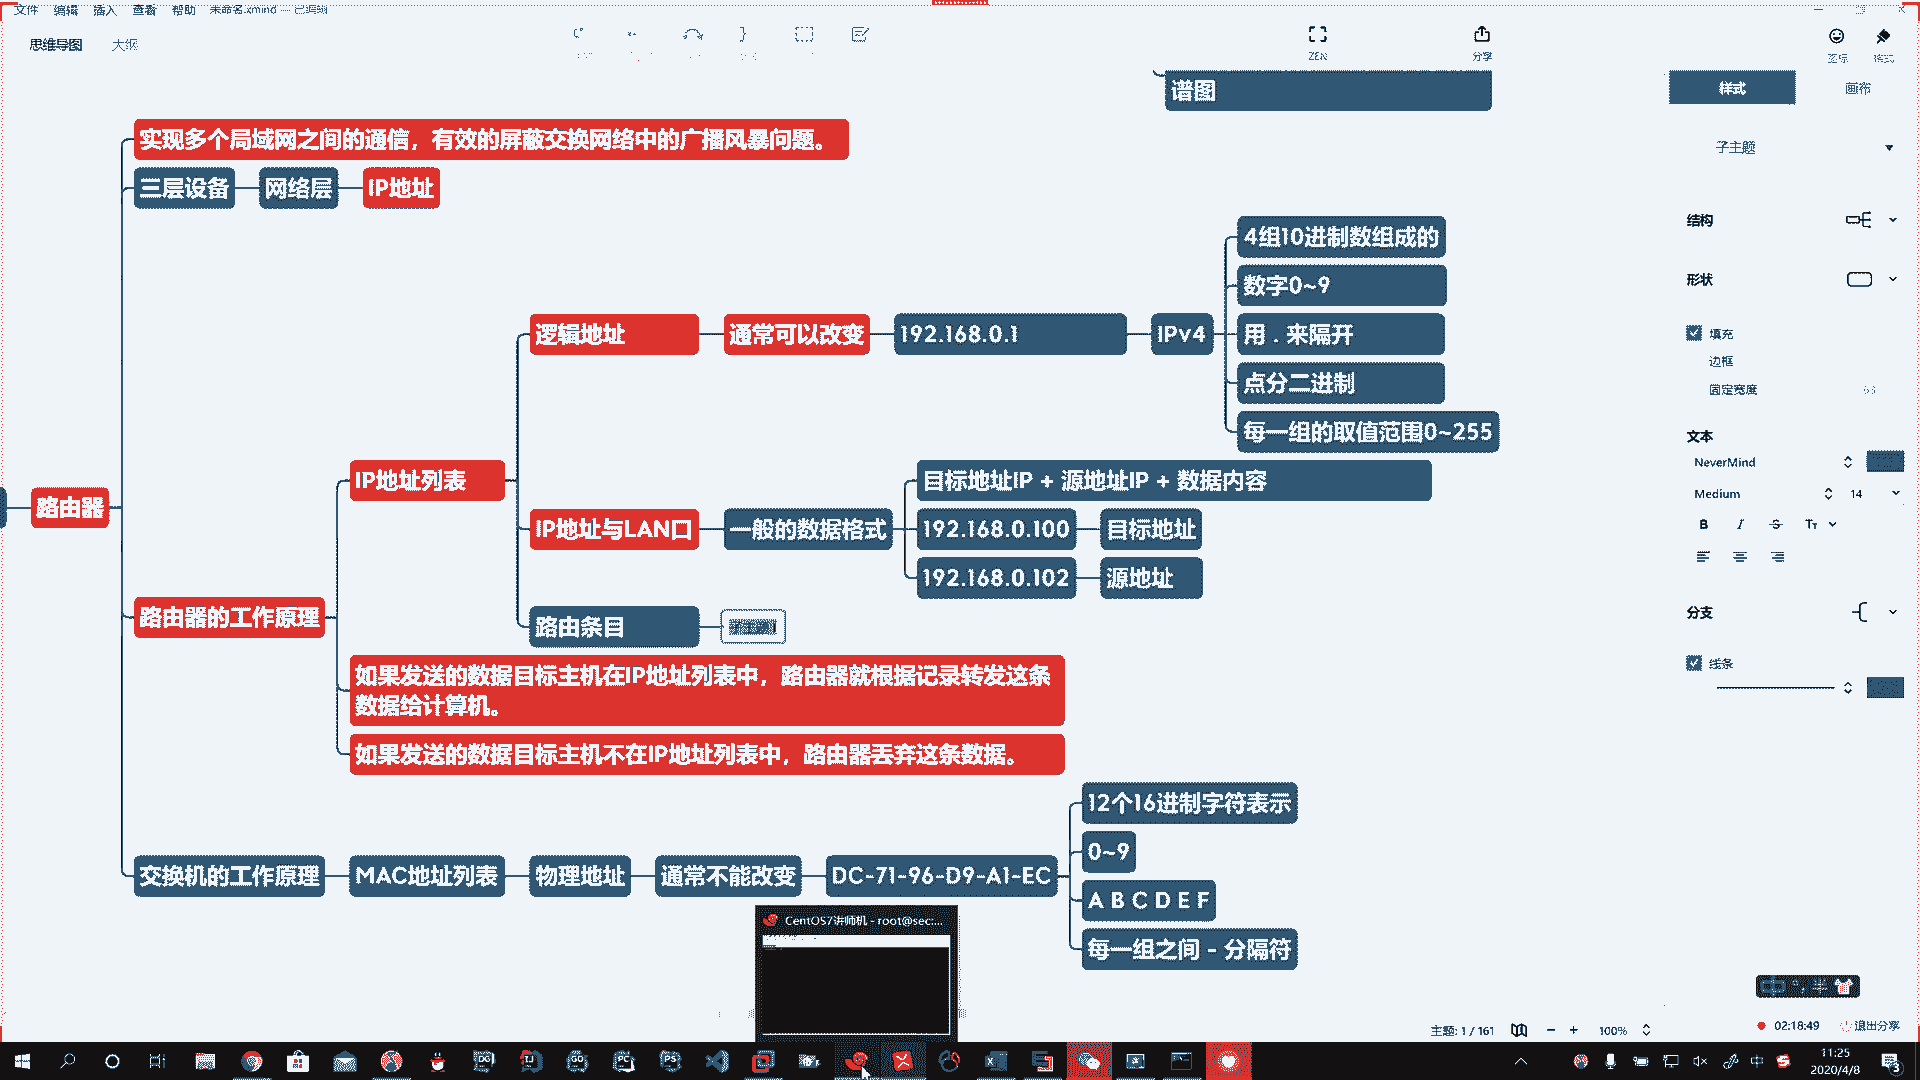 文件 编辑 插入 查看 帮助 未命名.xmind — 已编辑
思维导图 大纲
ZEN
分享
图标 格式
样式 画布
谱图
实现多个局域网之间的通信，有效的屏蔽交换网络中的广播风暴问题。
三层设备 网络层 IP地址
4组10进制数组成的
数字0~9
逻辑地址 通常可以改变 192.168.0.1 IPv4 用 . 来隔开
点分二进制
每一组的取值范围0~255
IP地址列表
目标地址IP + 源地址IP + 数据内容
路由器
IP地址与LAN口 一般的数据格式 192.168.0.100 目标地址
192.168.0.102 源地址
路由器的工作原理
路由条目
如果发送的数据目标主机在IP地址列表中，路由器就根据记录转发这条
数据给计算机。
如果发送的数据目标主机不在IP地址列表中，路由器丢弃这条数据。
12个16进制字符表示
0~9
交换机的工作原理 MAC地址列表 物理地址 通常不能改变 DC-71-96-D9-A1-EC
A B C D E F
每一组之间 - 分隔符
子主题
结构
形状
填充
边框
固定宽度
文本
NeverMind
Medium 14
B I S Tт
分支
线条
CentOS7讲师机 - root@sec:...
中 半
主题: 1 / 161 100%
02:18:49 退出分享
DG IJ GO PC PS
中
11:25
2020/4/8
3